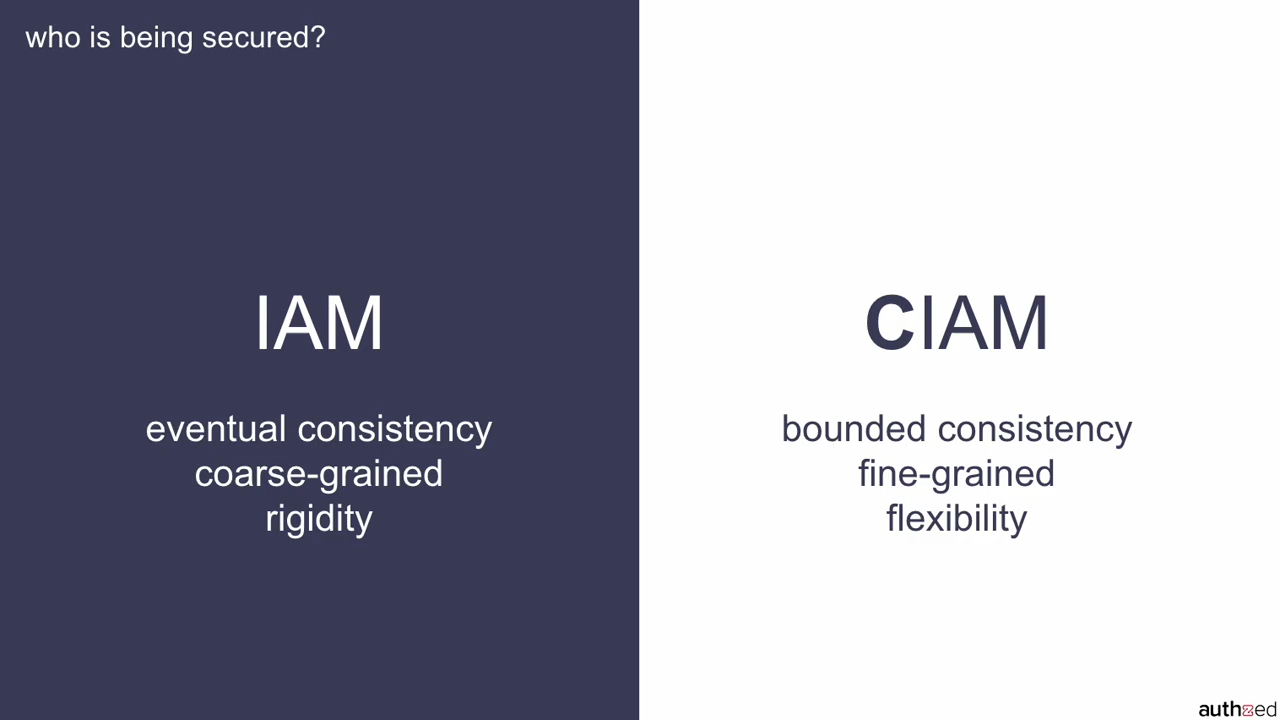 who is being secured?
IAM
eventual consistency
coarse-grained
rigidity
CIAM
bounded consistency
fine-grained
flexibility
authzed